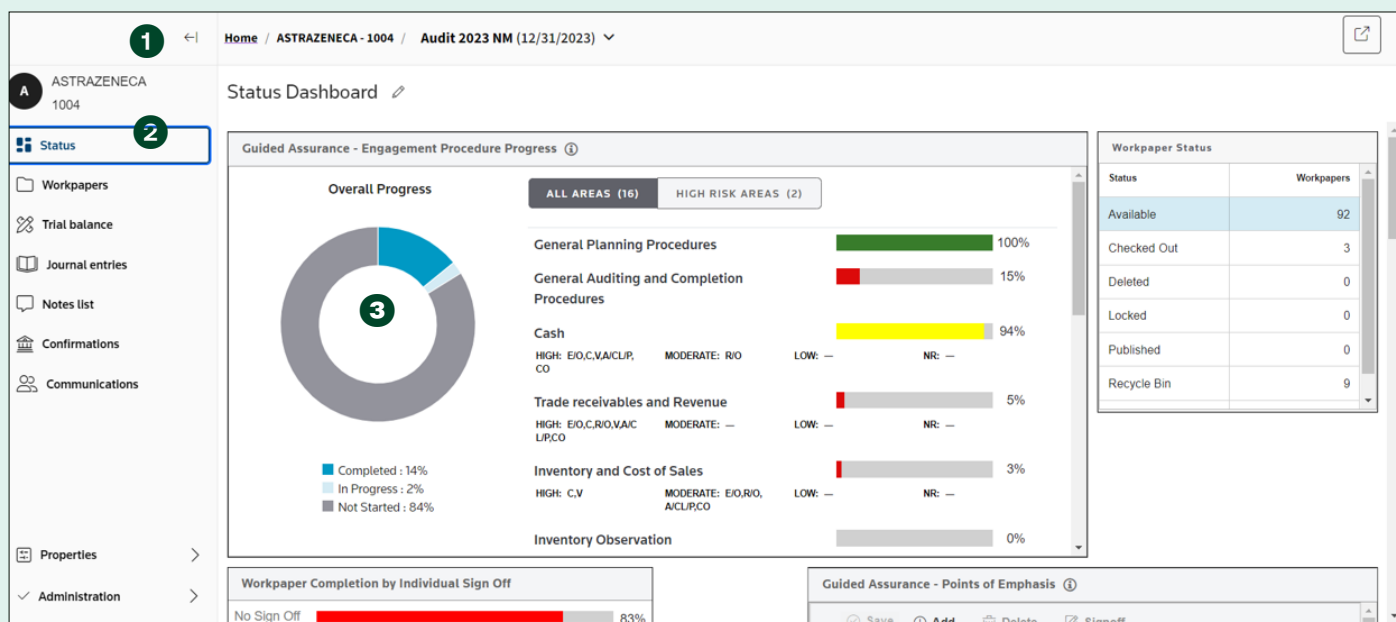 1
Home / ASTRAZENECA - 1004 / Audit 2023 NM (12/31/2023)
A
ASTRAZENECA
1004
2
Status
Workpapers
Trial balance
Journal entries
Notes list
Confirmations
Communications
Properties
Administration
Status Dashboard
Guided Assurance - Engagement Procedure Progress
Overall Progress
3
Completed : 14%
In Progress : 2%
Not Started : 84%
ALL AREAS (16) HIGH RISK AREAS (2)
General Planning Procedures 100%
General Auditing and Completion 15%
Procedures
Cash 94%
HIGH: E/O,C,V,A/CL/P, MODERATE: R/O LOW: — NR: —
CO
Trade receivables and Revenue 5%
HIGH: E/O,C,R/O,V,A/C MODERATE: — LOW: — NR: —
L/P,CO
Inventory and Cost of Sales 3%
HIGH: C,V MODERATE: E/O,R/O, LOW: — NR: —
A/CL/P,CO
Inventory Observation 0%
Workpaper Status
Status Workpapers
Available 92
Checked Out 3
Deleted 0
Locked 0
Published 0
Recycle Bin 9
Workpaper Completion by Individual Sign Off
No Sign Off 83%
Guided Assurance - Points of Emphasis
Save Add Delete Signoff